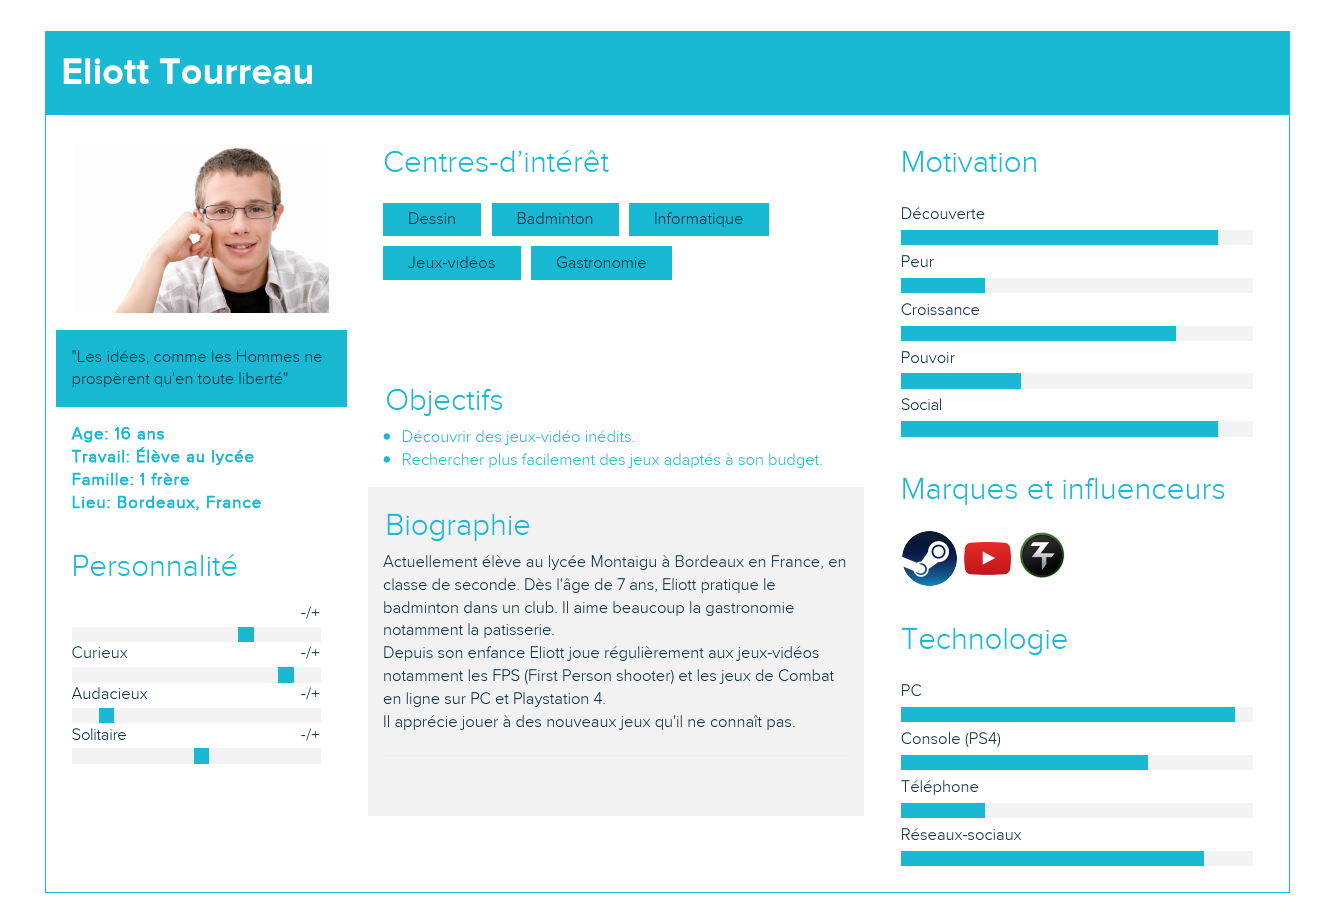 Eliott Tourreau
"Les idées, comme les Hommes ne
prospèrent qu'en toute liberté"
Age: 16 ans
Travail: Élève au lycée
Famille: 1 frère
Lieu: Bordeaux, France
Personnalité
-/+
Curieux -/+
Audacieux -/+
Solitaire -/+
Centres-d'intérêt
Dessin Badminton Informatique
Jeux-vidéos Gastronomie
Objectifs
• Découvrir des jeux-vidéo inédits.
• Rechercher plus facilement des jeux adaptés à son budget.
Biographie
Actuellement élève au lycée Montaigu à Bordeaux en France, en
classe de seconde. Dès l'âge de 7 ans, Eliott pratique le
badminton dans un club. Il aime beaucoup la gastronomie
notamment la patisserie.
Depuis son enfance Eliott joue régulièrement aux jeux-vidéos
notamment les FPS (First Person shooter) et les jeux de Combat
en ligne sur PC et Playstation 4.
Il apprécie jouer à des nouveaux jeux qu'il ne connaît pas.
Motivation
Découverte
Peur
Croissance
Pouvoir
Social
Marques et influenceurs
Technologie
PC
Console (PS4)
Téléphone
Réseaux-sociaux